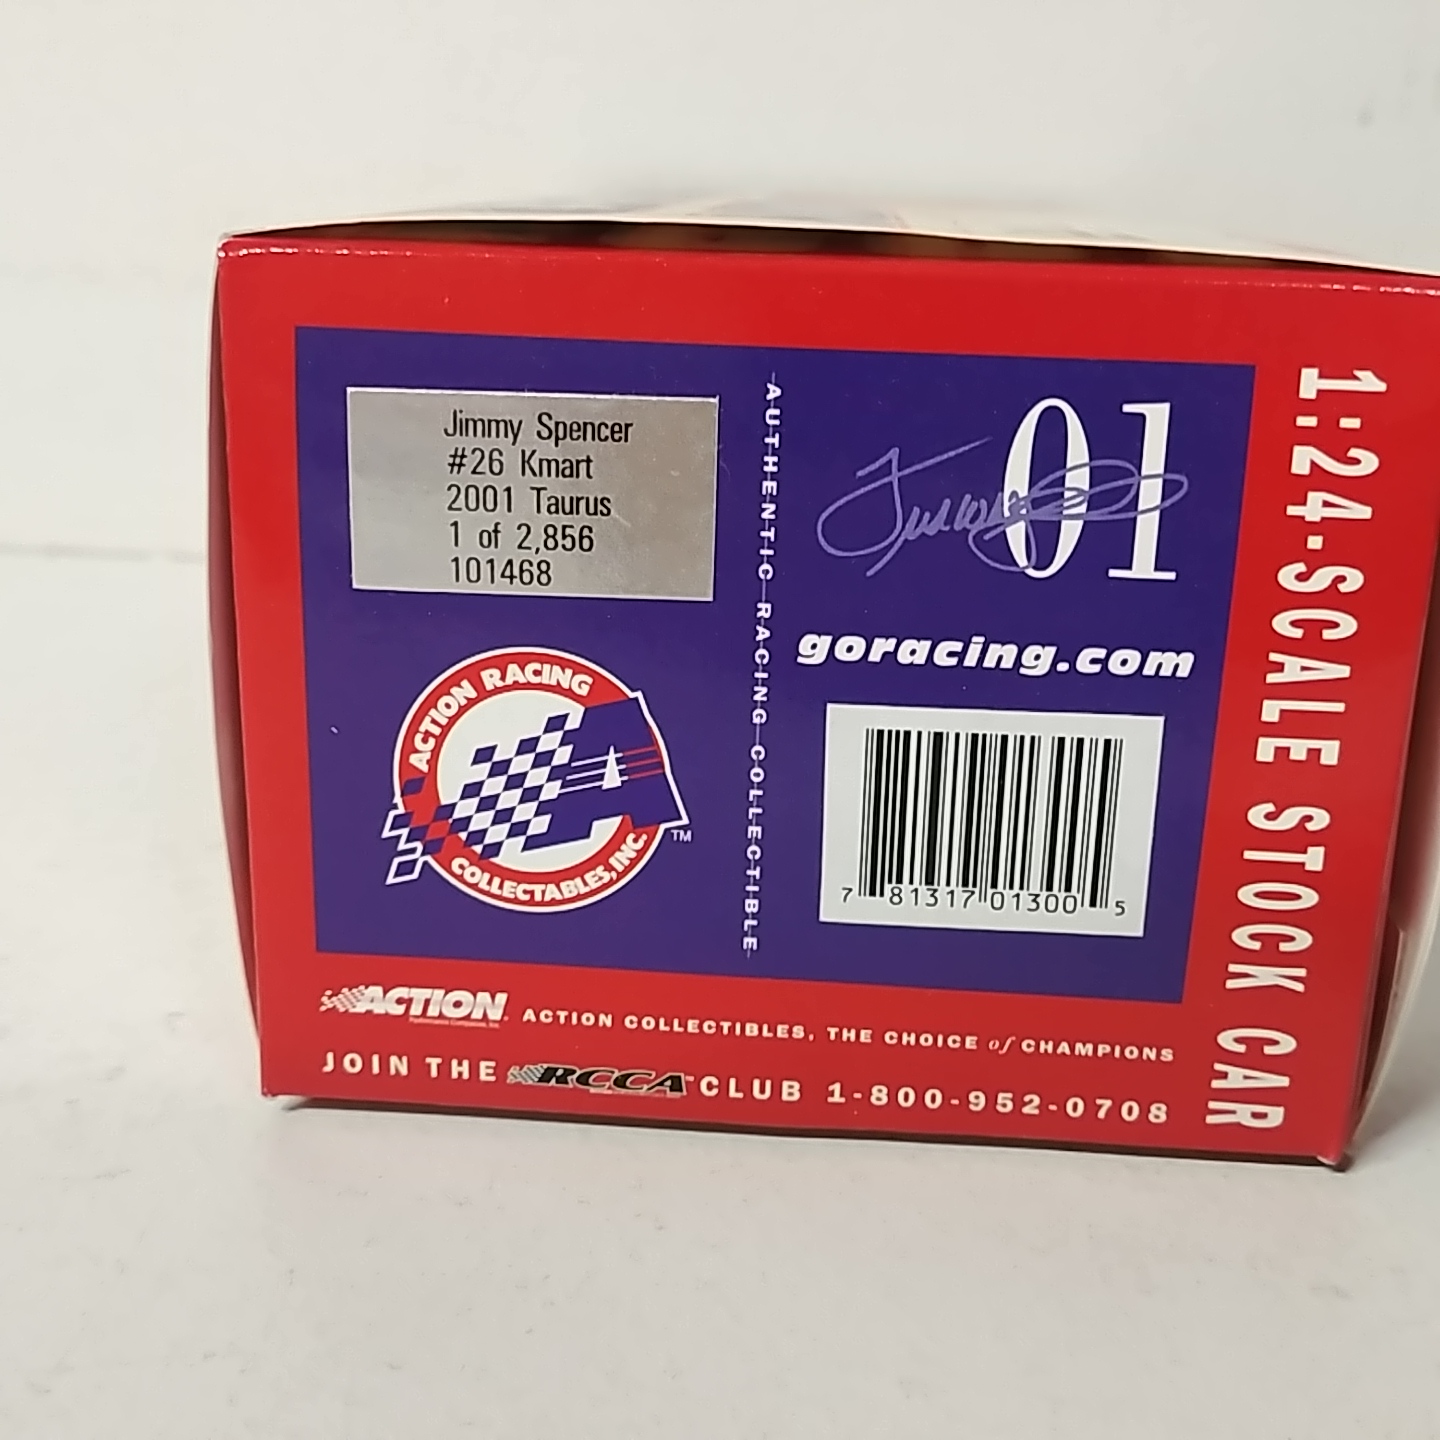 Jimmy Spencer
#26 Kmart
2001 Taurus
1 of 2,856
101468
ACTION RACING
COLLECTABLES, INC.
TM
AUTHENTIC RACING COLLECTIBLE
01
goracing.com
7 81317 01300 5
1:24-SCALE STOCK CAR
ACTION
ACTION COLLECTIBLES, THE CHOICE of CHAMPIONS
JOIN THE RCCA CLUB 1-800-952-0708